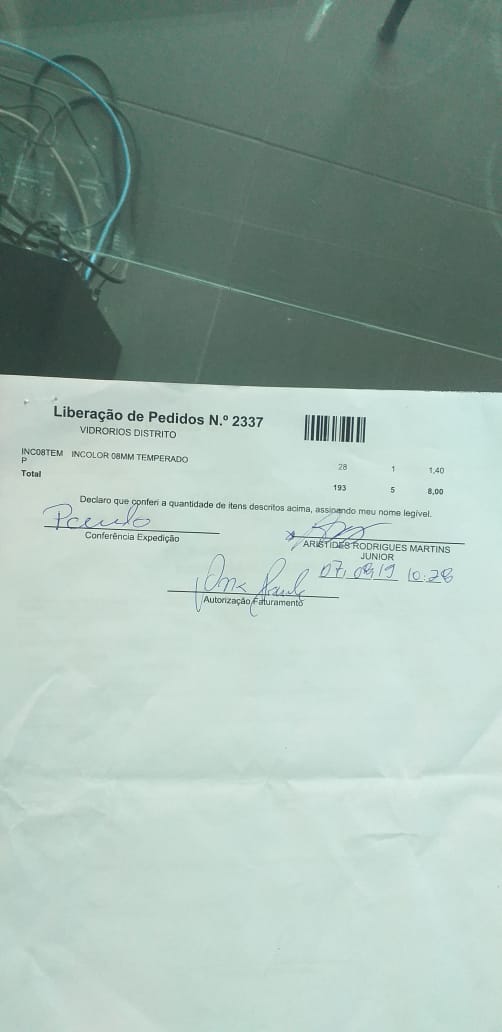 Liberação de Pedidos N.º 2337
VIDRORIOS DISTRITO
INC08TEM INCOLOR 08MM TEMPERADO 28 1 1,40
P
Total 193 5 8,00
Declaro que conferi a quantidade de itens descritos acima, assinando meu nome legível.
Conferência Expedição
ARISTIDES RODRIGUES MARTINS
JUNIOR
07, 08, 19 10:28
Autorização Faturamento